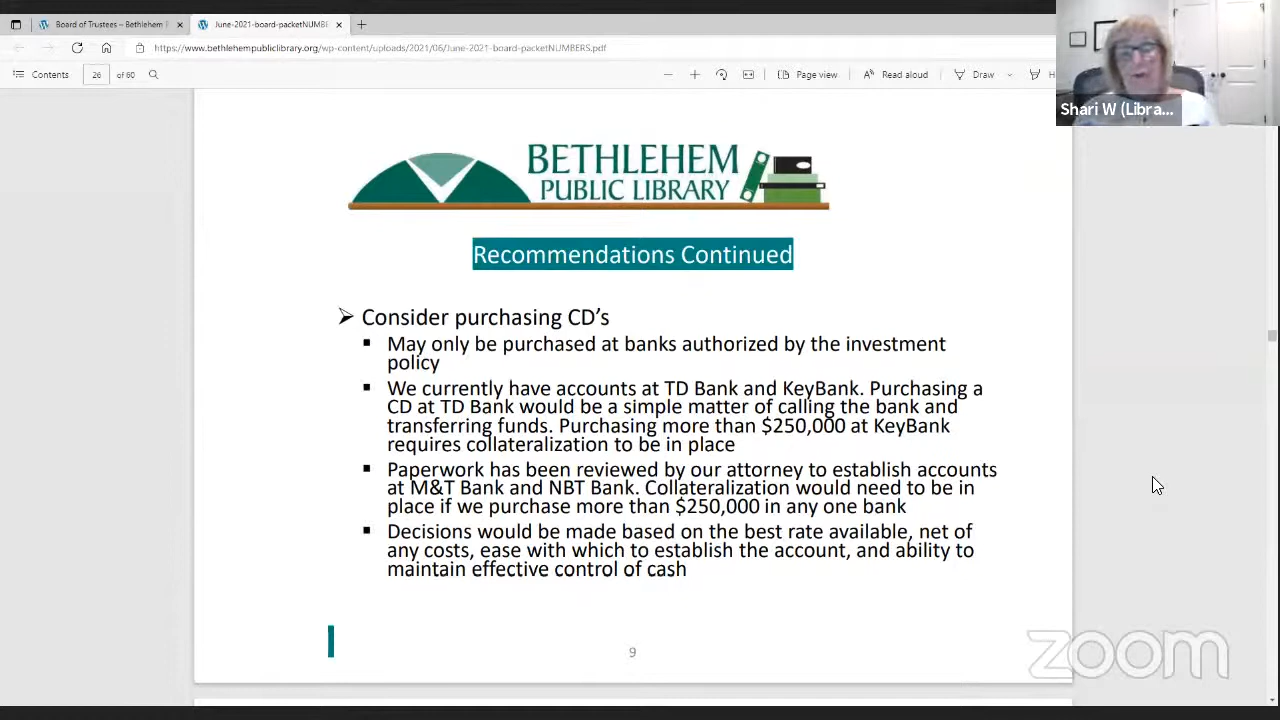 Board of Trustees – Bethlehem
June-2021-board-packetNUMBE
https://www.bethlehempubliclibrary.org/wp-content/uploads/2021/06/June-2021-board-packetNUMBERS.pdf
Contents
26
of 60
Page view
Read aloud
Draw
Shari W (Libra...
BETHLEHEM
PUBLIC LIBRARY
Recommendations Continued
Consider purchasing CD's
May only be purchased at banks authorized by the investment
policy
We currently have accounts at TD Bank and KeyBank. Purchasing a
CD at TD Bank would be a simple matter of calling the bank and
transferring funds. Purchasing more than $250,000 at KeyBank
requires collateralization to be in place
Paperwork has been reviewed by our attorney to establish accounts
at M&T Bank and NBT Bank. Collateralization would need to be in
place if we purchase more than $250,000 in any one bank
Decisions would be made based on the best rate available, net of
any costs, ease with which to establish the account, and ability to
maintain effective control of cash
9
zoom